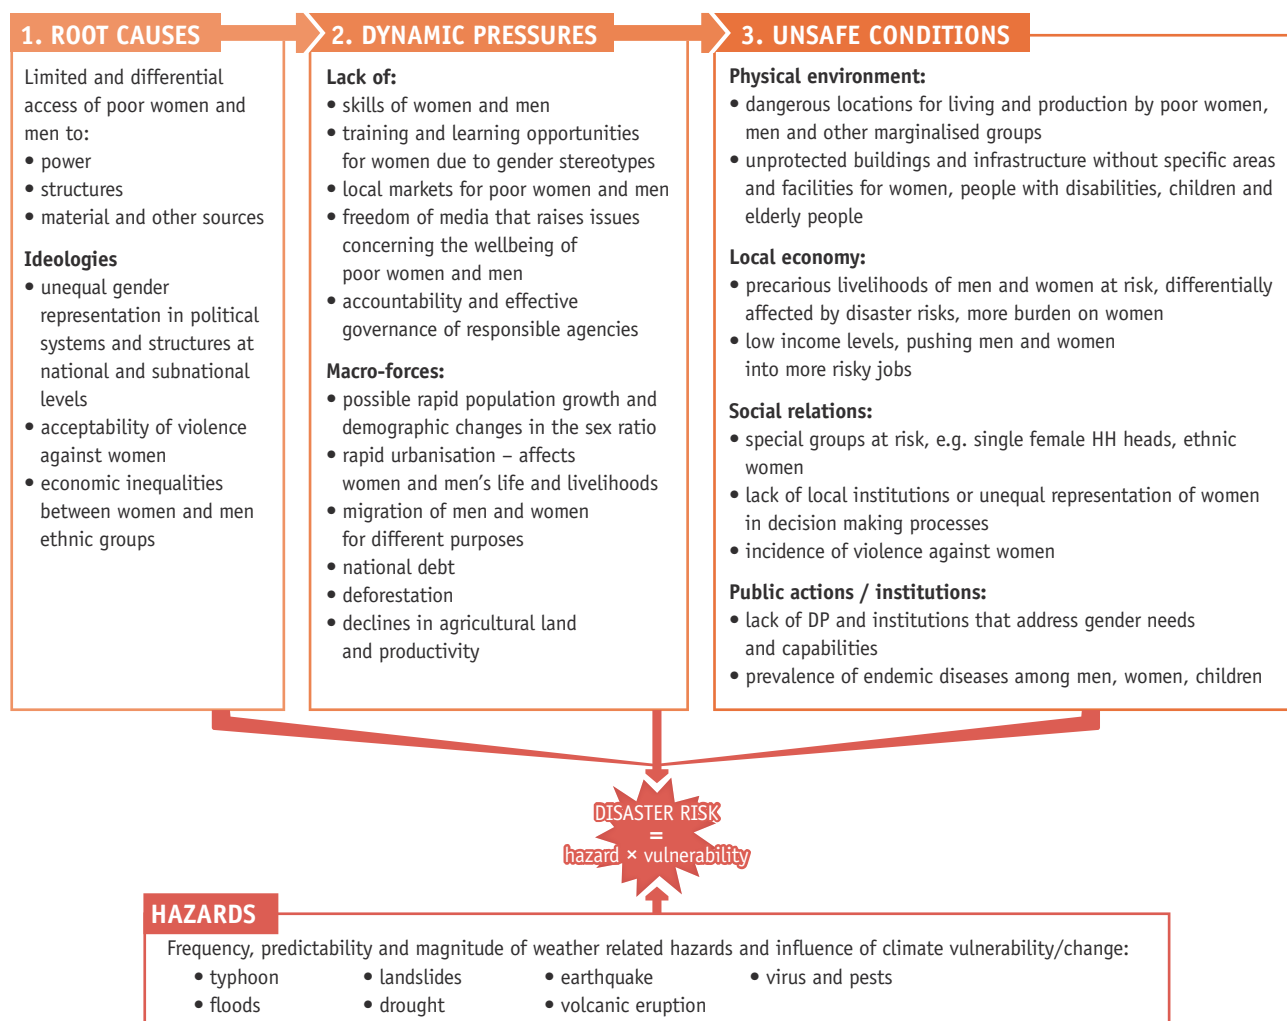 1. ROOT CAUSES
Limited and differential
access of poor women and
men to:
• power
• structures
• material and other sources
Ideologies
• unequal gender
representation in political
systems and structures at
national and subnational
levels
• acceptability of violence
against women
• economic inequalities
between women and men
ethnic groups
2. DYNAMIC PRESSURES
Lack of:
• skills of women and men
• training and learning opportunities
for women due to gender stereotypes
• local markets for poor women and men
• freedom of media that raises issues
concerning the wellbeing of
poor women and men
• accountability and effective
governance of responsible agencies
Macro-forces:
• possible rapid population growth and
demographic changes in the sex ratio
• rapid urbanisation – affects
women and men’s life and livelihoods
• migration of men and women
for different purposes
• national debt
• deforestation
• declines in agricultural land
and productivity
3. UNSAFE CONDITIONS
Physical environment:
• dangerous locations for living and production by poor women,
men and other marginalised groups
• unprotected buildings and infrastructure without specific areas
and facilities for women, people with disabilities, children and
elderly people
Local economy:
• precarious livelihoods of men and women at risk, differentially
affected by disaster risks, more burden on women
• low income levels, pushing men and women
into more risky jobs
Social relations:
• special groups at risk, e.g. single female HH heads, ethnic
women
• lack of local institutions or unequal representation of women
in decision making processes
• incidence of violence against women
Public actions / institutions:
• lack of DP and institutions that address gender needs
and capabilities
• prevalence of endemic diseases among men, women, children
DISASTER RISK
=
hazard × vulnerability
HAZARDS
Frequency, predictability and magnitude of weather related hazards and influence of climate vulnerability/change:
• typhoon • landslides • earthquake • virus and pests
• floods • drought • volcanic eruption